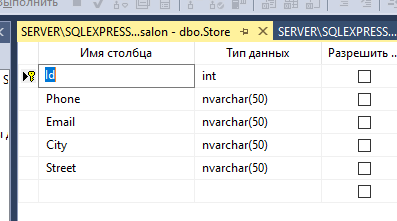 ыполнить
SERVER\SQLEXPRESS...salon - dbo.Store
SERVER\SQLEXPRESS...
Имя столбца Тип данных Разрешить ...
Id int
Phone nvarchar(50)
Email nvarchar(50)
City nvarchar(50)
Street nvarchar(50)